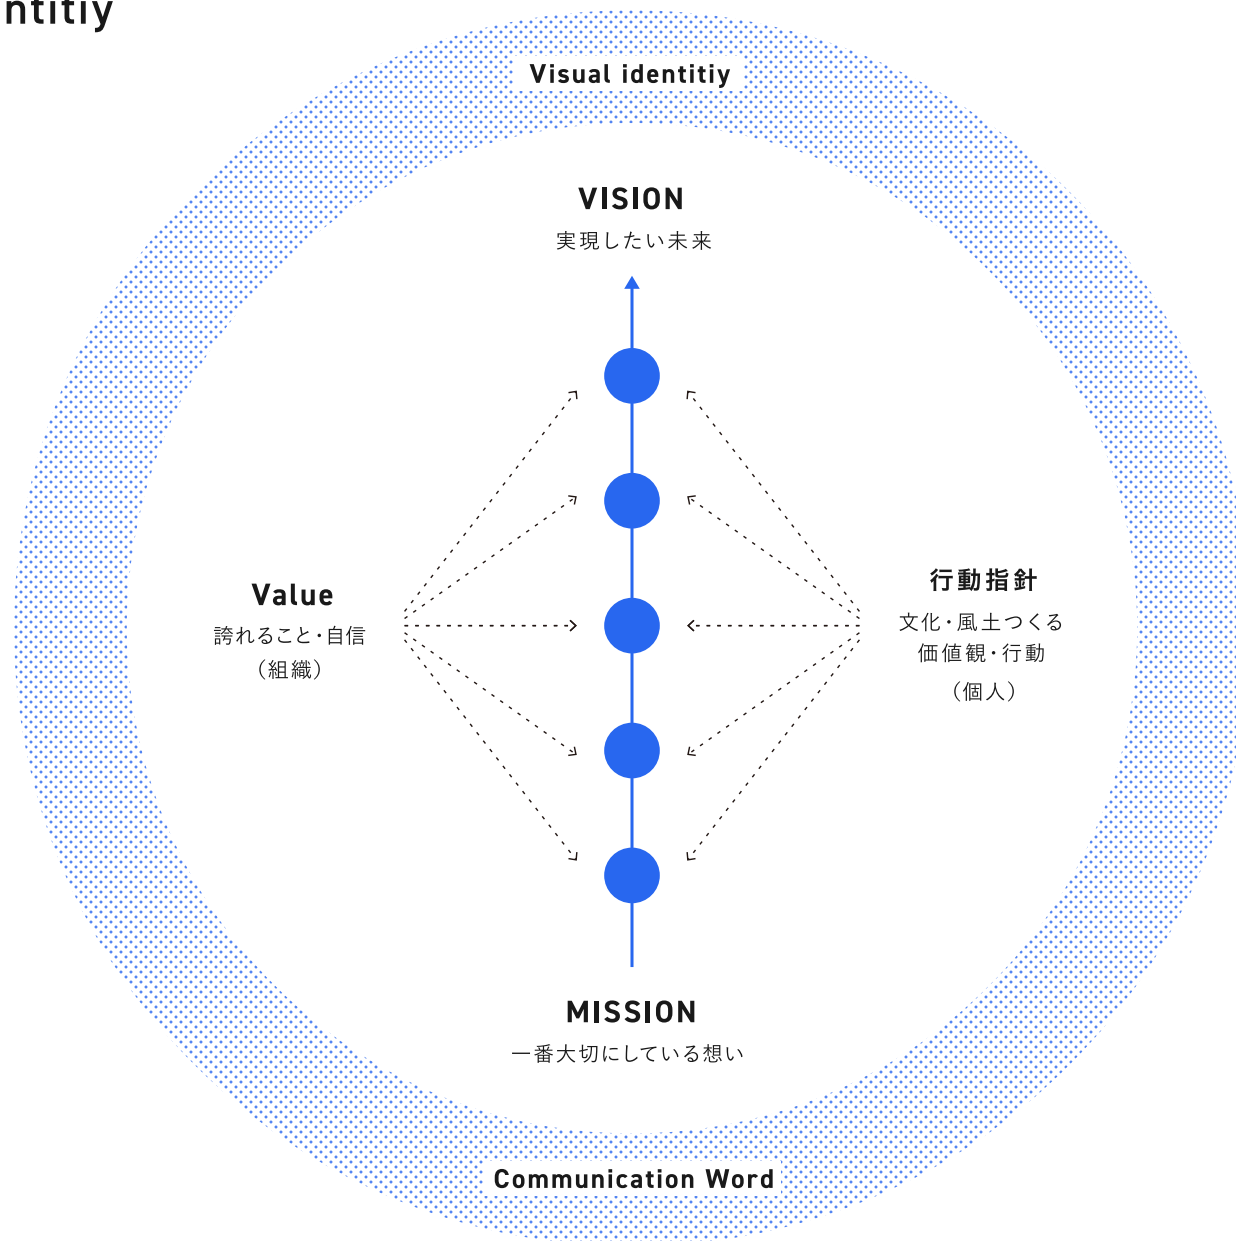 ntitiy
Visual identitiy
VISION
実現したい未来
Value
誇れること・自信
（組織）
行動指針
文化・風土つくる
価値観・行動
（個人）
MISSION
一番大切にしている想い
Communication Word